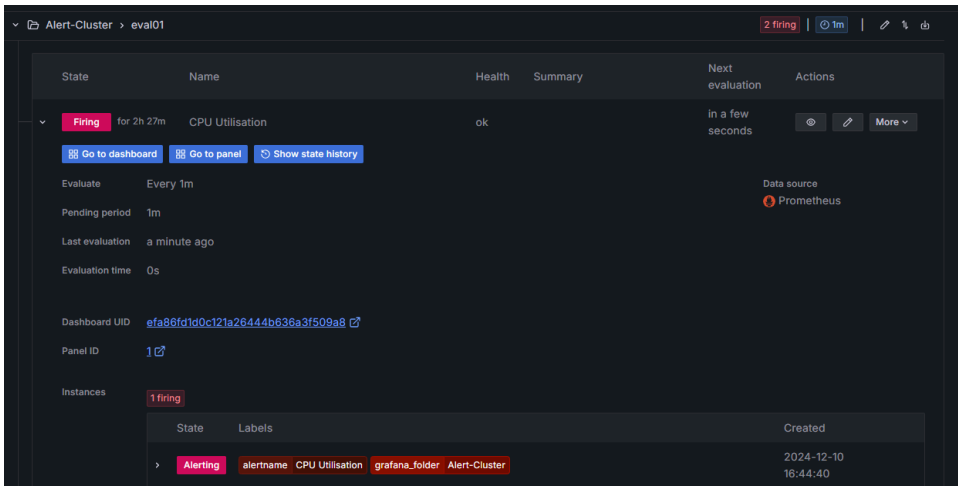 Alert-Cluster > eval01 2 firing | 1m |
State Name Health Summary Next evaluation Actions
Firing for 2h 27m CPU Utilisation ok in a few seconds More
Go to dashboard Go to panel Show state history
Evaluate Every 1m Data source
Pending period 1m Prometheus
Last evaluation a minute ago
Evaluation time 0s
Dashboard UID efa86fd1d0c121a26444b636a3f509a8
Panel ID 1
Instances 1 firing
State Labels Created
Alerting alertname CPU Utilisation grafana_folder Alert-Cluster 2024-12-10 16:44:40